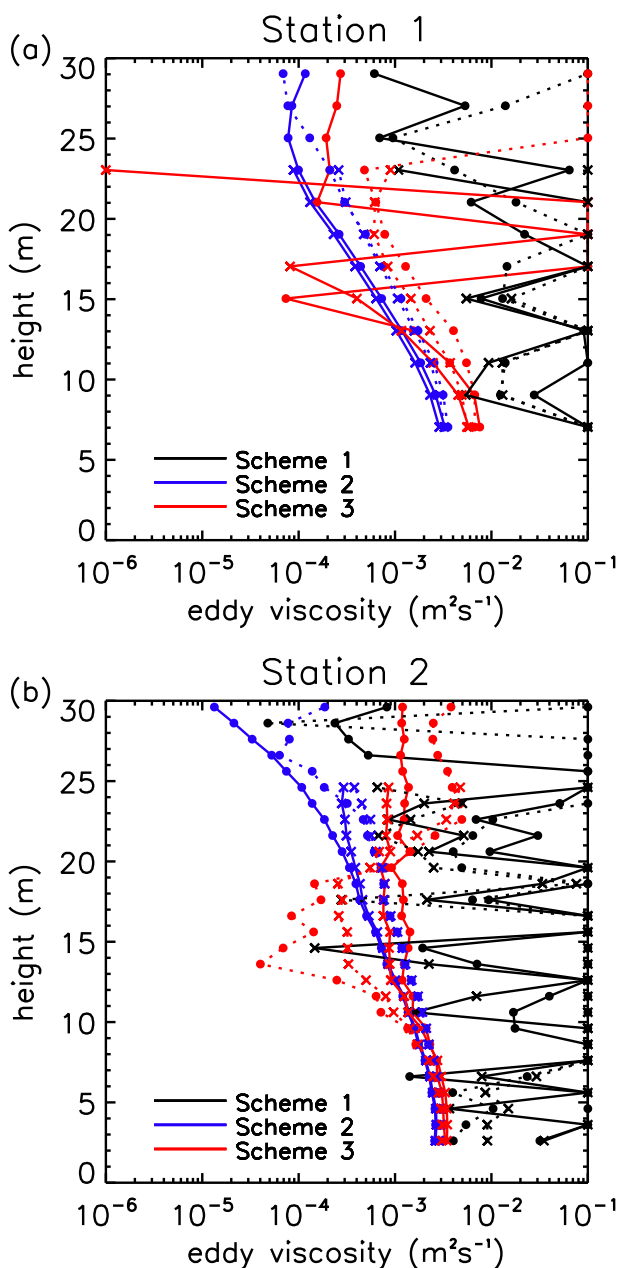 Station 1
(a)
30
25
20
15
10
5
0
height (m)
Scheme 1
Scheme 2
Scheme 3
10⁻⁶ 10⁻⁵ 10⁻⁴ 10⁻³ 10⁻² 10⁻¹
eddy viscosity (m²s⁻¹)
Station 2
(b)
30
25
20
15
10
5
0
height (m)
Scheme 1
Scheme 2
Scheme 3
10⁻⁶ 10⁻⁵ 10⁻⁴ 10⁻³ 10⁻² 10⁻¹
eddy viscosity (m²s⁻¹)